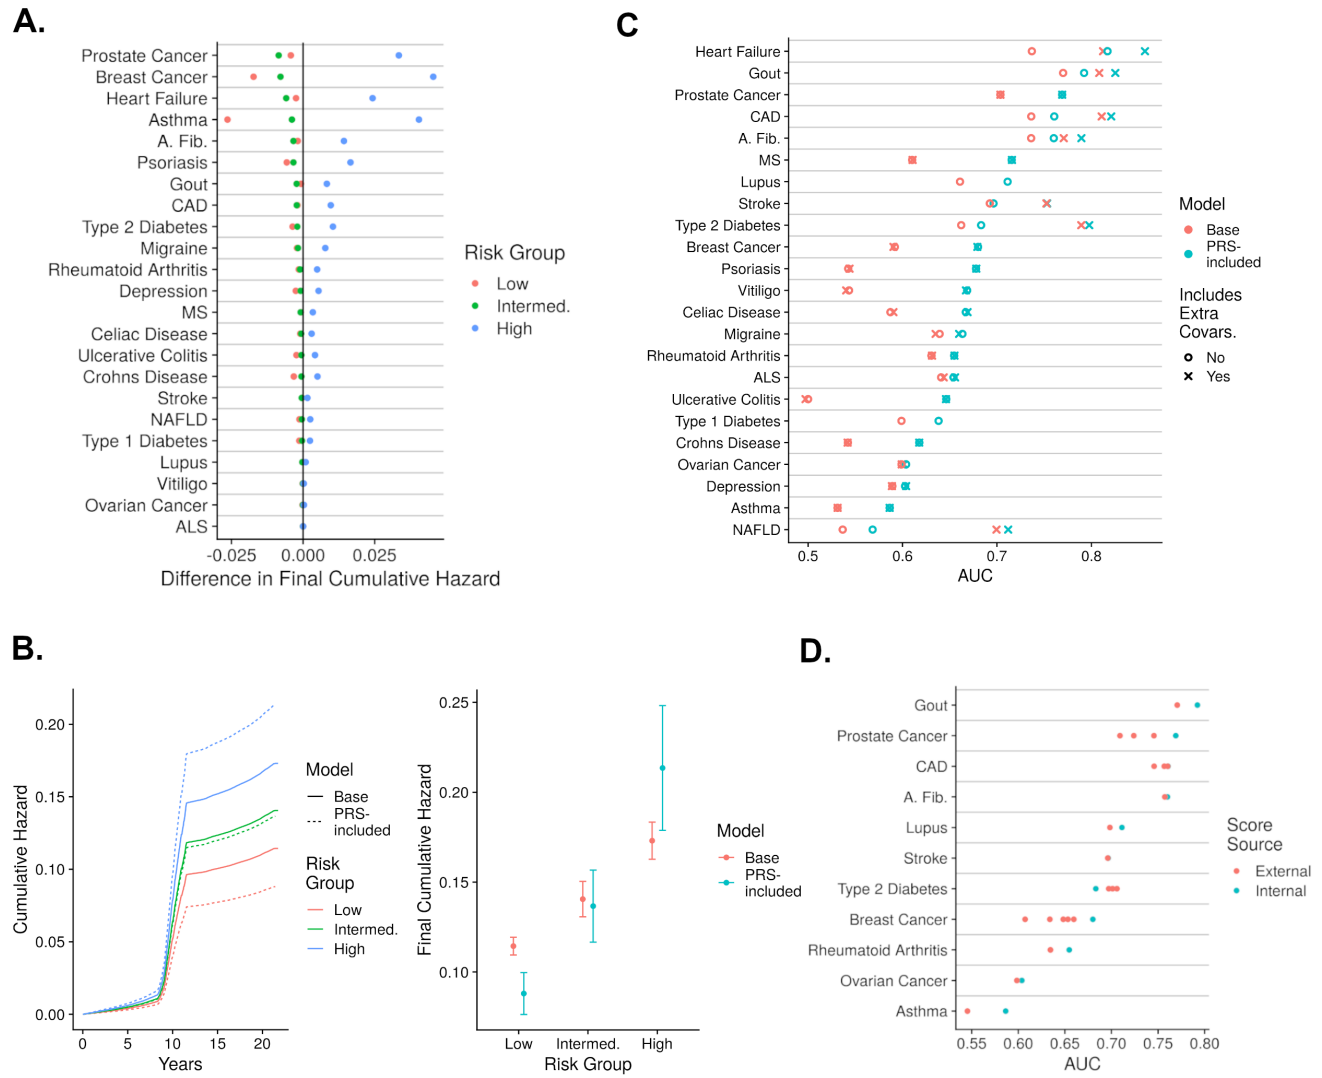 A.
Prostate Cancer
Breast Cancer
Heart Failure
Asthma
A. Fib.
Psoriasis
Gout
CAD
Type 2 Diabetes
Migraine
Rheumatoid Arthritis
Depression
MS
Celiac Disease
Ulcerative Colitis
Crohns Disease
Stroke
NAFLD
Type 1 Diabetes
Lupus
Vitiligo
Ovarian Cancer
ALS
-0.025 0.000 0.025
Difference in Final Cumulative Hazard
Risk Group
Low
Intermed.
High
C
Heart Failure
Gout
Prostate Cancer
CAD
A. Fib.
MS
Lupus
Stroke
Type 2 Diabetes
Breast Cancer
Psoriasis
Vitiligo
Celiac Disease
Migraine
Rheumatoid Arthritis
ALS
Ulcerative Colitis
Type 1 Diabetes
Crohns Disease
Ovarian Cancer
Depression
Asthma
NAFLD
0.5 0.6 0.7 0.8
AUC
Model
Base
PRS-
included
Includes
Extra
Covars.
No
Yes
B.
Cumulative Hazard
0.20
0.15
0.10
0.05
0.00
0 5 10 15 20
Years
Model
Base
PRS-
included
Risk
Group
Low
Intermed.
High
Final Cumulative Hazard
0.25
0.20
0.15
0.10
Low Intermed. High
Risk Group
Model
Base
PRS-
included
D.
Gout
Prostate Cancer
CAD
A. Fib.
Lupus
Stroke
Type 2 Diabetes
Breast Cancer
Rheumatoid Arthritis
Ovarian Cancer
Asthma
0.55 0.60 0.65 0.70 0.75 0.80
AUC
Score
Source
External
Internal